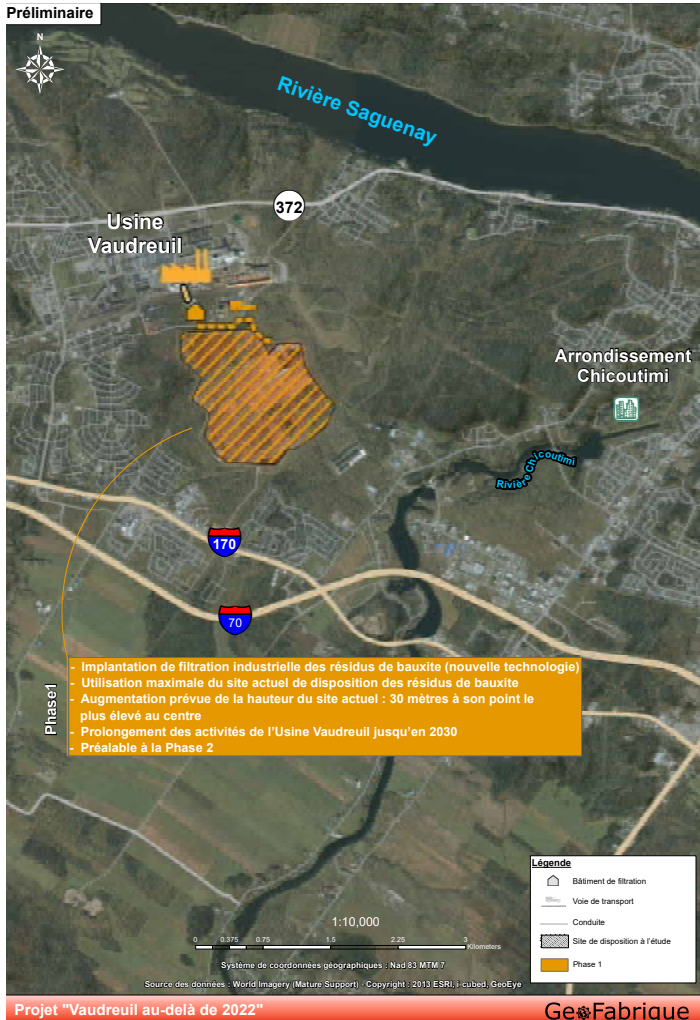 Préliminaire
N
Rivière Saguenay
372
Usine
Vaudreuil
Arrondissement
Chicoutimi
Rivière Chicoutimi
170
70
Phase1
- Implantation de filtration industrielle des résidus de bauxite (nouvelle technologie)
- Utilisation maximale du site actuel de disposition des résidus de bauxite
- Augmentation prévue de la hauteur du site actuel : 30 mètres à son point le
plus élevé au centre
- Prolongement des activités de l'Usine Vaudreuil jusqu'en 2030
- Préalable à la Phase 2
Légende
Bâtiment de filtration
Voie de transport
Conduite
Site de disposition à l'étude
Phase 1
1:10,000
0 0.375 0.75 1.5 2.25 3
Kilometers
Système de coordonnées géographiques : Nad 83 MTM 7
Source des données : World Imagery (Mature Support) - Copyright : 2013 ESRI, i-cubed, GeoEye
Projet "Vaudreuil au-delà de 2022"
GeoFabrique